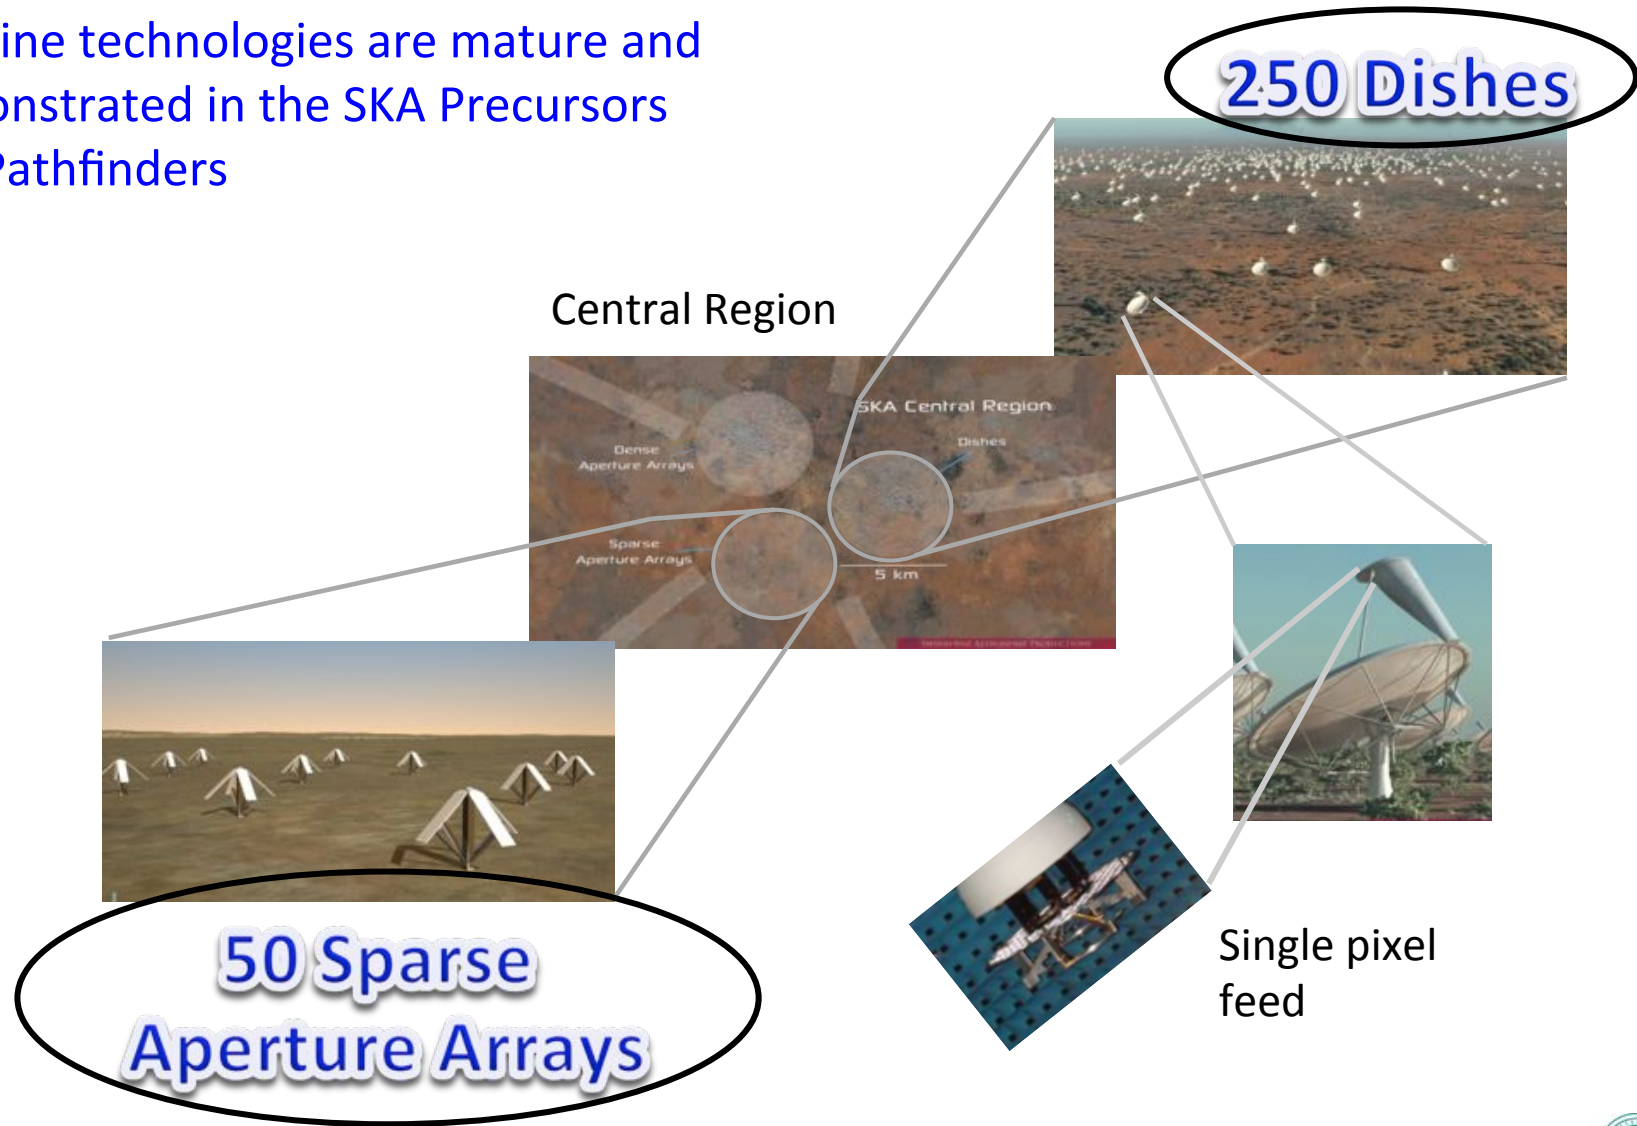 ine technologies are mature and
onstrated in the SKA Precursors
Pathfinders
250 Dishes
Central Region
SKA Central Region
Dishes
Dense
Aperture Arrays
Sparse
Aperture Arrays
5 km
50 Sparse
Aperture Arrays
Single pixel
feed